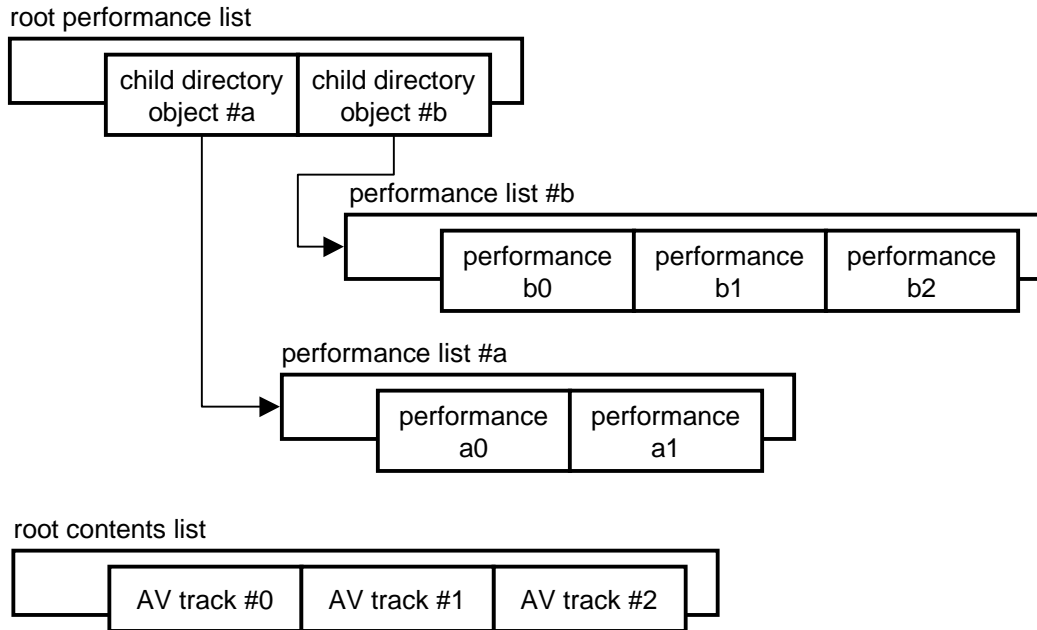 root performance list
child directory
object #a
child directory
object #b
performance list #b
performance
b0
performance
b1
performance
b2
performance list #a
performance
a0
performance
a1
root contents list
AV track #0
AV track #1
AV track #2